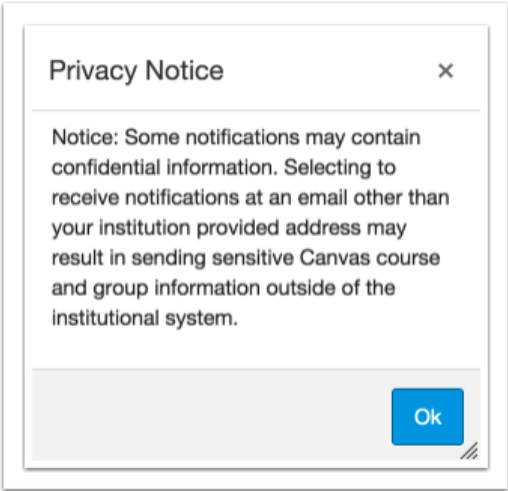 Privacy Notice ×
Notice: Some notifications may contain
confidential information. Selecting to
receive notifications at an email other than
your institution provided address may
result in sending sensitive Canvas course
and group information outside of the
institutional system.
Ok